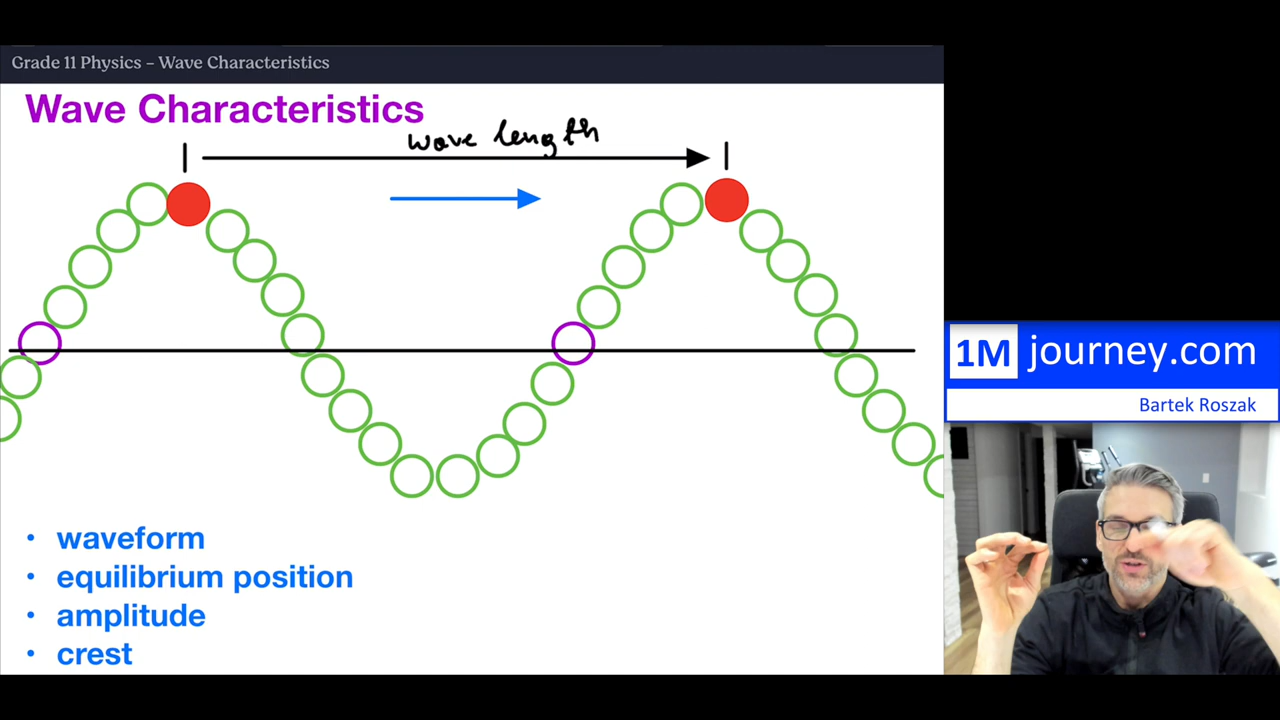 Grade 11 Physics – Wave Characteristics
Wave Characteristics
wave length
1M journey.com
Bartek Roszak
• waveform
• equilibrium position
• amplitude
• crest